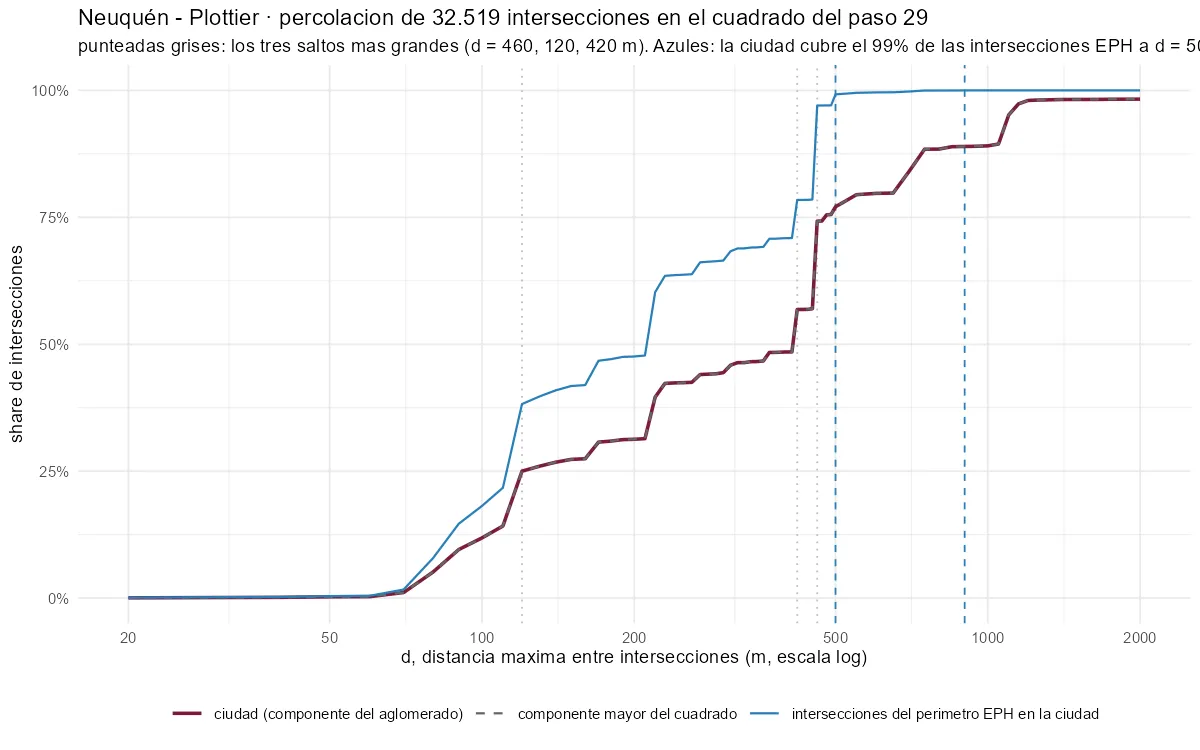 Neuquén - Plottier · percolacion de 32.519 intersecciones en el cuadrado del paso 29
punteadas grises: los tres saltos mas grandes (d = 460, 120, 420 m). Azules: la ciudad cubre el 99% de las intersecciones EPH a d = 50
100%
75%
50%
25%
0%
share de intersecciones
20 50 100 200 500 1000 2000
d, distancia maxima entre intersecciones (m, escala log)
ciudad (componente del aglomerado) componente mayor del cuadrado intersecciones del perimetro EPH en la ciudad